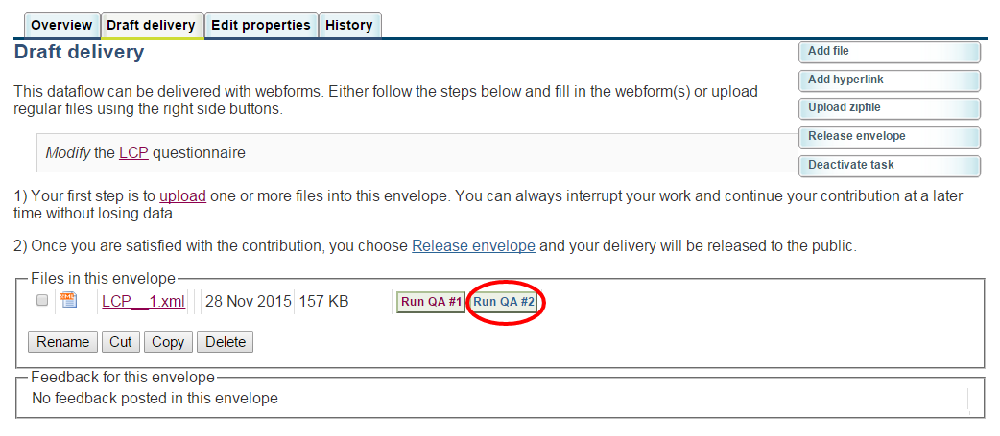 Overview Draft delivery Edit properties History
Draft delivery
Add file
Add hyperlink
Upload zipfile
Release envelope
Deactivate task
This dataflow can be delivered with webforms. Either follow the steps below and fill in the webform(s) or upload
regular files using the right side buttons.
Modify the LCP questionnaire
1) Your first step is to upload one or more files into this envelope. You can always interrupt your work and continue your contribution at a later
time without losing data.
2) Once you are satisfied with the contribution, you choose Release envelope and your delivery will be released to the public.
Files in this envelope
LCP__1.xml 28 Nov 2015 157 KB Run QA #1 Run QA #2
Rename Cut Copy Delete
Feedback for this envelope
No feedback posted in this envelope